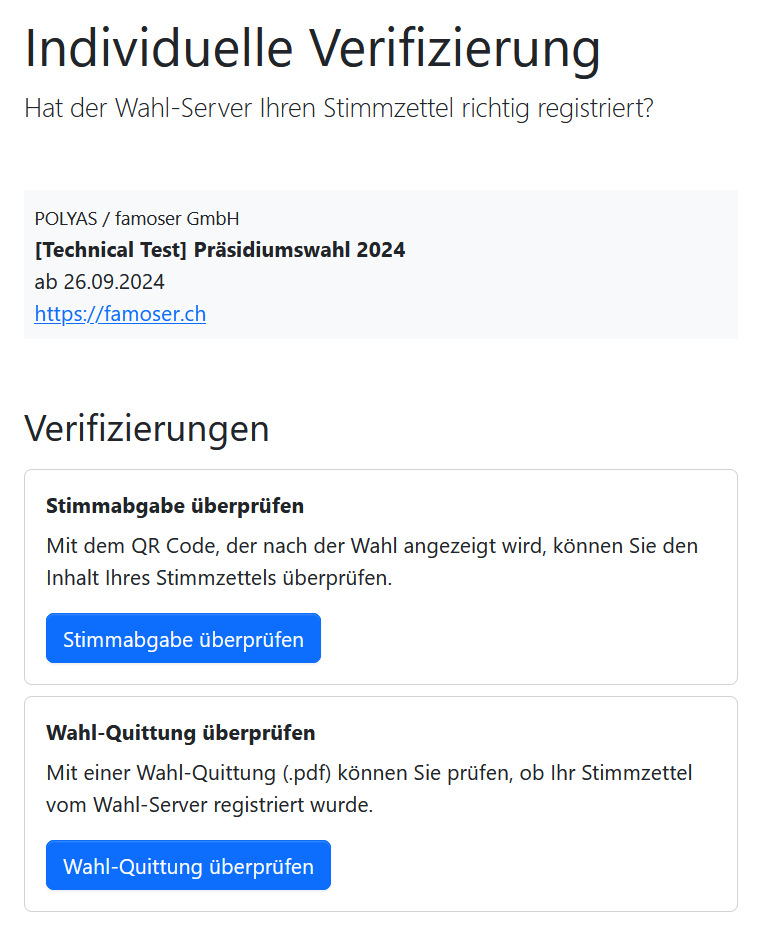 Individuelle Verifizierung
Hat der Wahl-Server Ihren Stimmzettel richtig registriert?
POLYAS / famoser GmbH
[Technical Test] Präsidiumswahl 2024
ab 26.09.2024
https://famoser.ch
Verifizierungen
Stimmabgabe überprüfen
Mit dem QR Code, der nach der Wahl angezeigt wird, können Sie den
Inhalt Ihres Stimmzettels überprüfen.
Stimmabgabe überprüfen
Wahl-Quittung überprüfen
Mit einer Wahl-Quittung (.pdf) können Sie prüfen, ob Ihr Stimmzettel
vom Wahl-Server registriert wurde.
Wahl-Quittung überprüfen